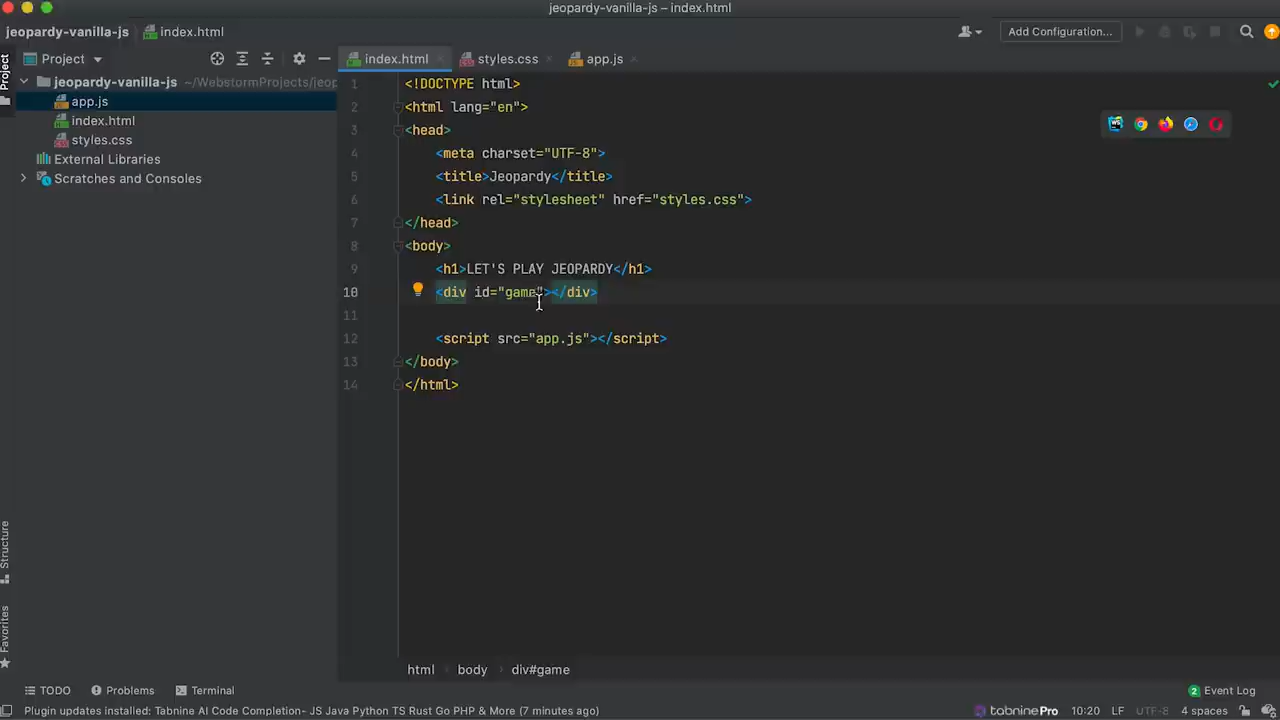 jeopardy-vanilla-js – index.html
jeopardy-vanilla-js
index.html
Add Configuration...
Project
Project
index.html
styles.css
app.js
jeopardy-vanilla-js ~/WebstormProjects/jeop
app.js
index.html
styles.css
External Libraries
Scratches and Consoles
1 <!DOCTYPE html>
2 <html lang="en">
3 <head>
4 <meta charset="UTF-8">
5 <title>Jeopardy</title>
6 <link rel="stylesheet" href="styles.css">
7 </head>
8 <body>
9 <h1>LET'S PLAY JEOPARDY</h1>
10 <div id="game"></div>
11
12 <script src="app.js"></script>
13 </body>
14 </html>
WS
Structure
Favorites
html body div#game
TODO Problems Terminal
2 Event Log
Plugin updates installed: Tabnine AI Code Completion- JS Java Python TS Rust Go PHP & More (7 minutes ago)
tabninePro 10:20 LF UTF-8 4 spaces